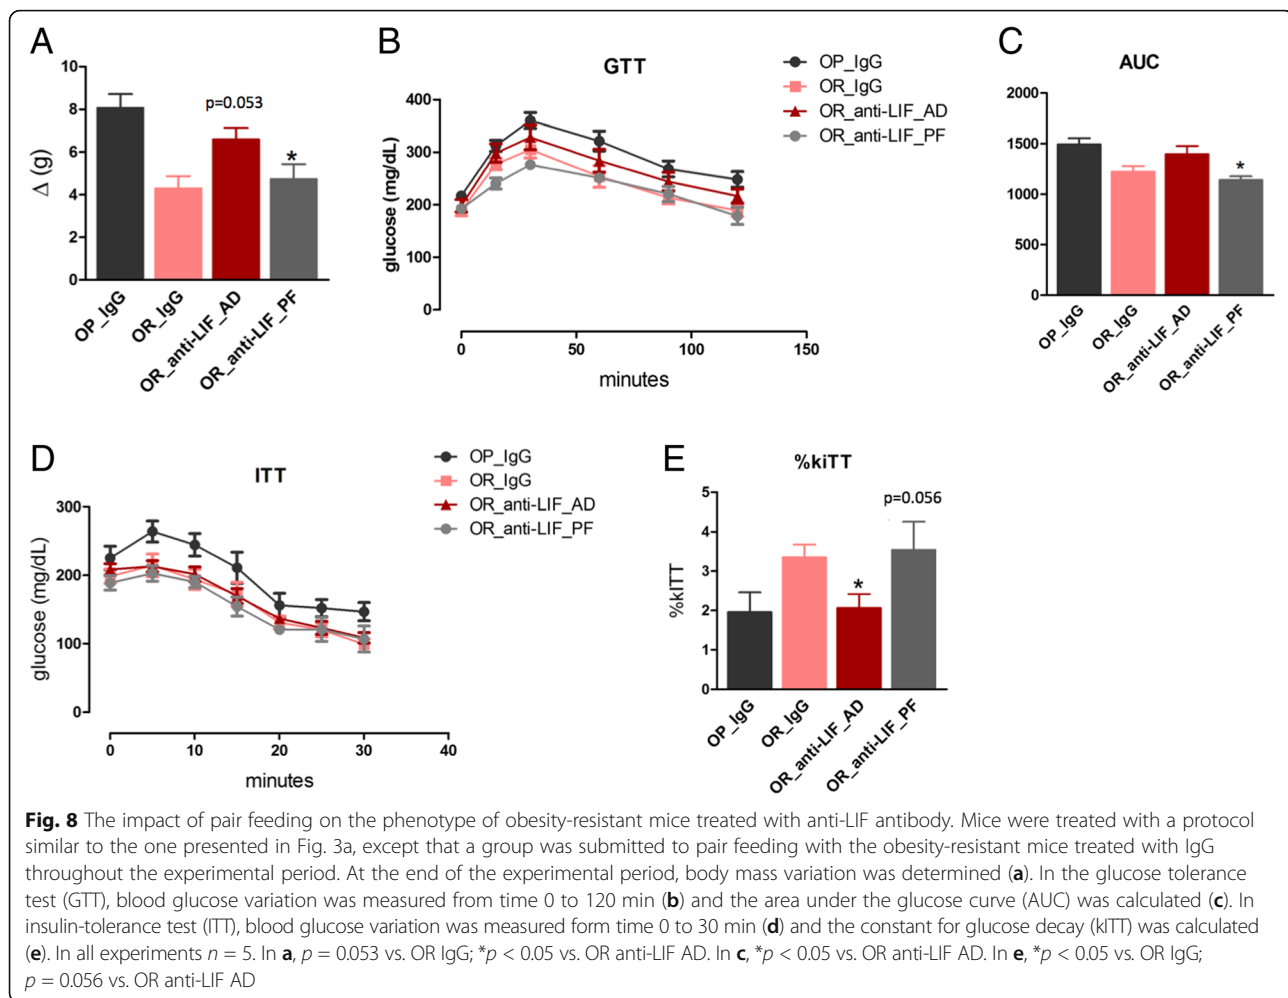 A
10
8
6
4
2
0
Δ (g)
p=0.053
*
OP_IgG
OR_IgG
OR_anti-LIF_AD
OR_anti-LIF_PF
B
GTT
400
300
200
100
0
glucose (mg/dL)
0
50
100
150
minutes
OP_IgG
OR_IgG
OR_anti-LIF_AD
OR_anti-LIF_PF
C
AUC
2000
1500
1000
500
0
*
OP_IgG
OR_IgG
OR_anti-LIF_AD
OR_anti-LIF_PF
D
ITT
300
200
100
0
glucose (mg/dL)
0
10
20
30
40
minutes
OP_IgG
OR_IgG
OR_anti-LIF_AD
OR_anti-LIF_PF
E
%kiTT
5
4
3
2
1
0
%kITT
p=0.056
*
OP_IgG
OR_IgG
OR_anti-LIF_AD
OR_anti-LIF_PF
Fig. 8 The impact of pair feeding on the phenotype of obesity-resistant mice treated with anti-LIF antibody. Mice were treated with a protocol
similar to the one presented in Fig. 3a, except that a group was submitted to pair feeding with the obesity-resistant mice treated with IgG
throughout the experimental period. At the end of the experimental period, body mass variation was determined (a). In the glucose tolerance
test (GTT), blood glucose variation was measured from time 0 to 120 min (b) and the area under the glucose curve (AUC) was calculated (c). In
insulin-tolerance test (ITT), blood glucose variation was measured form time 0 to 30 min (d) and the constant for glucose decay (kITT) was calculated
(e). In all experiments n = 5. In a, p = 0.053 vs. OR IgG; *p < 0.05 vs. OR anti-LIF AD. In c, *p < 0.05 vs. OR anti-LIF AD. In e, *p < 0.05 vs. OR IgG;
p = 0.056 vs. OR anti-LIF AD